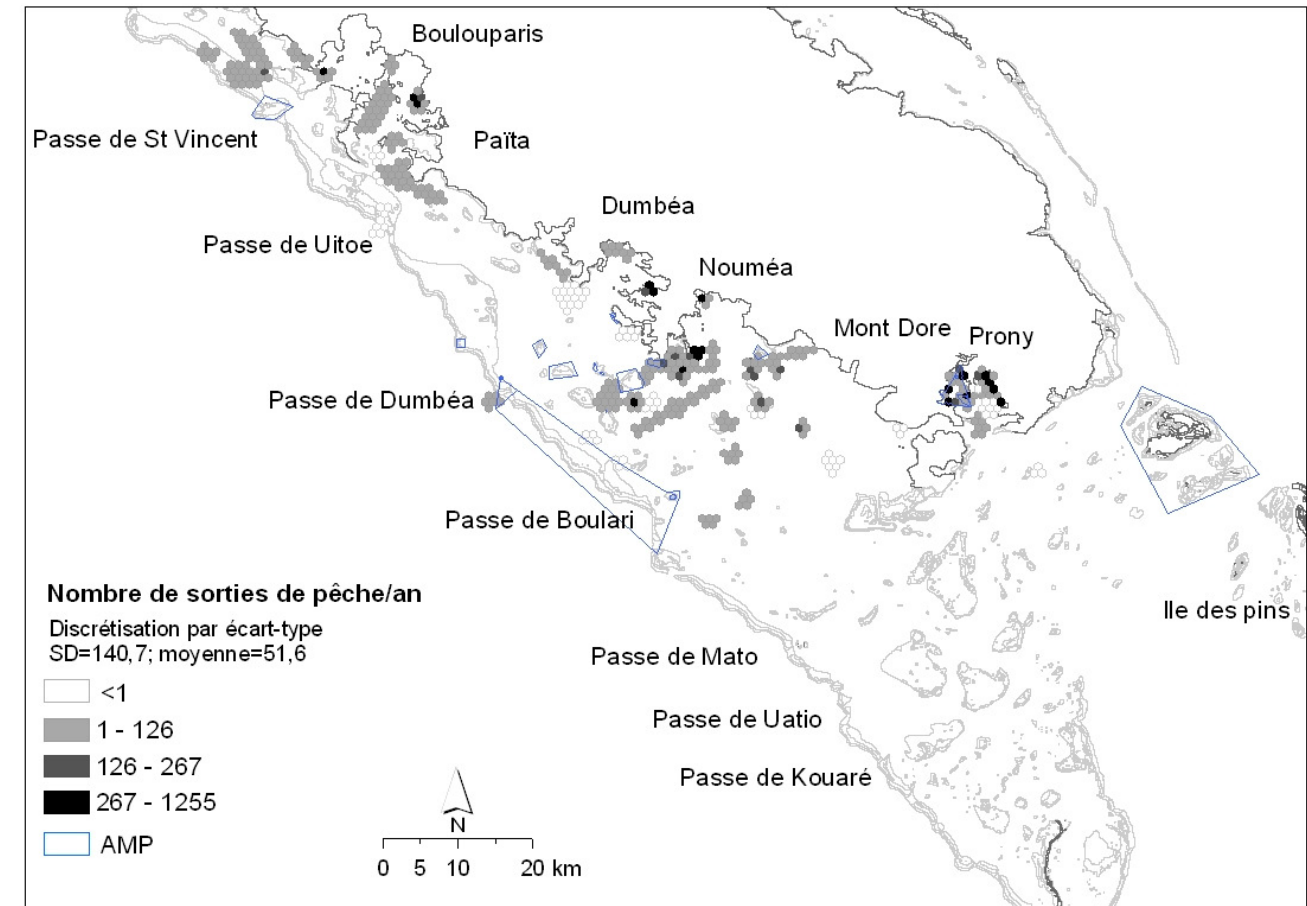 Boulouparis
Passe de St Vincent
Païta
Dumbéa
Passe de Uitoe
Nouméa
Mont Dore
Prony
Passe de Dumbéa
Passe de Boulari
Nombre de sorties de pêche/an
Discrétisation par écart-type
SD=140,7; moyenne=51,6
<1
1 - 126
126 - 267
267 - 1255
AMP
Ile des pins
Passe de Mato
Passe de Uatio
Passe de Kouaré
N
0 5 10 20 km